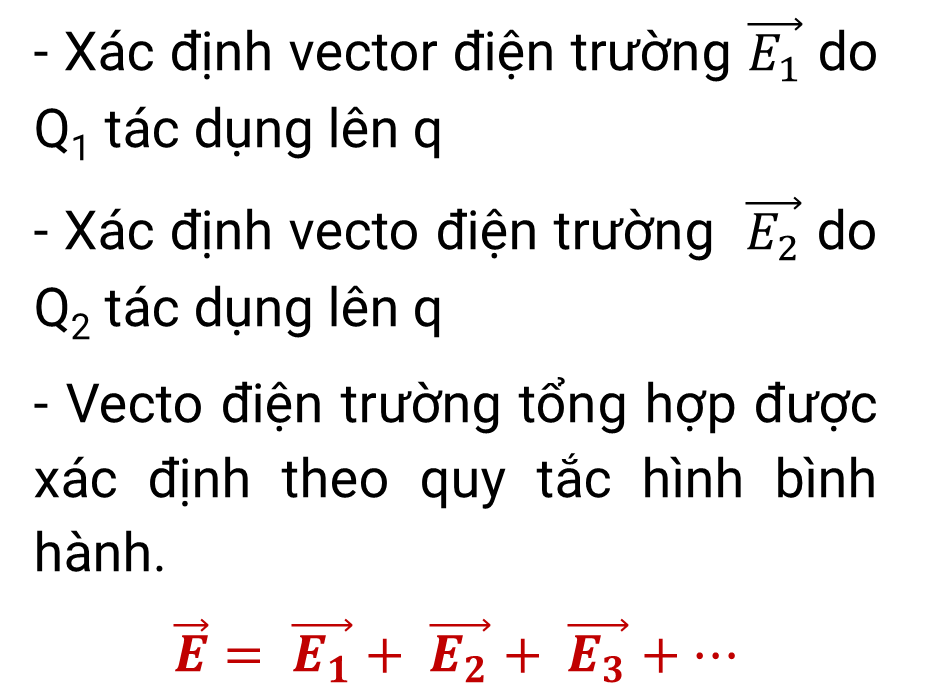 - Xác định vector điện trường $\overrightarrow{E_1}$ do
Q₁ tác dụng lên q
- Xác định vecto điện trường $\overrightarrow{E_2}$ do
Q₂ tác dụng lên q
- Vecto điện trường tổng hợp được
xác định theo quy tắc hình bình
hành.
$\overrightarrow{E} = \overrightarrow{E_1} + \overrightarrow{E_2} + \overrightarrow{E_3} + \cdots$